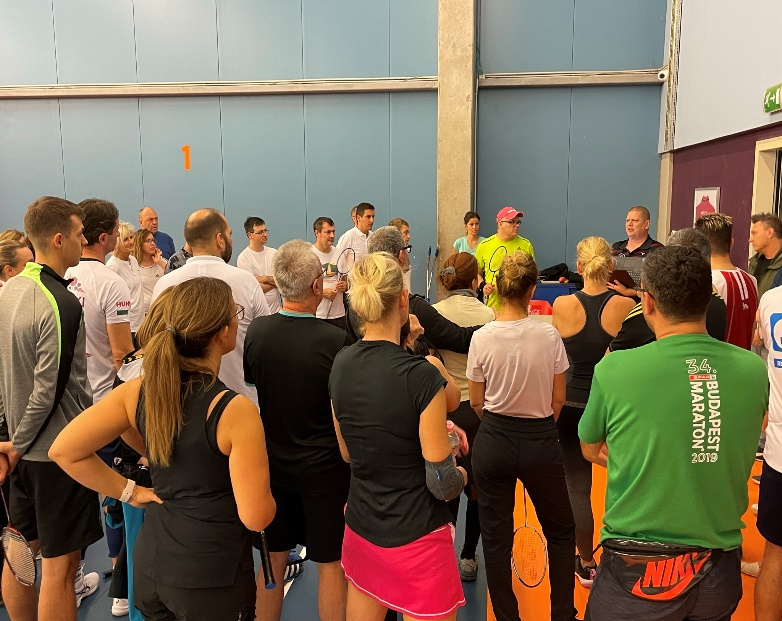 1
HUN
34.
BUDAPEST
MARATON
2019
NIKE